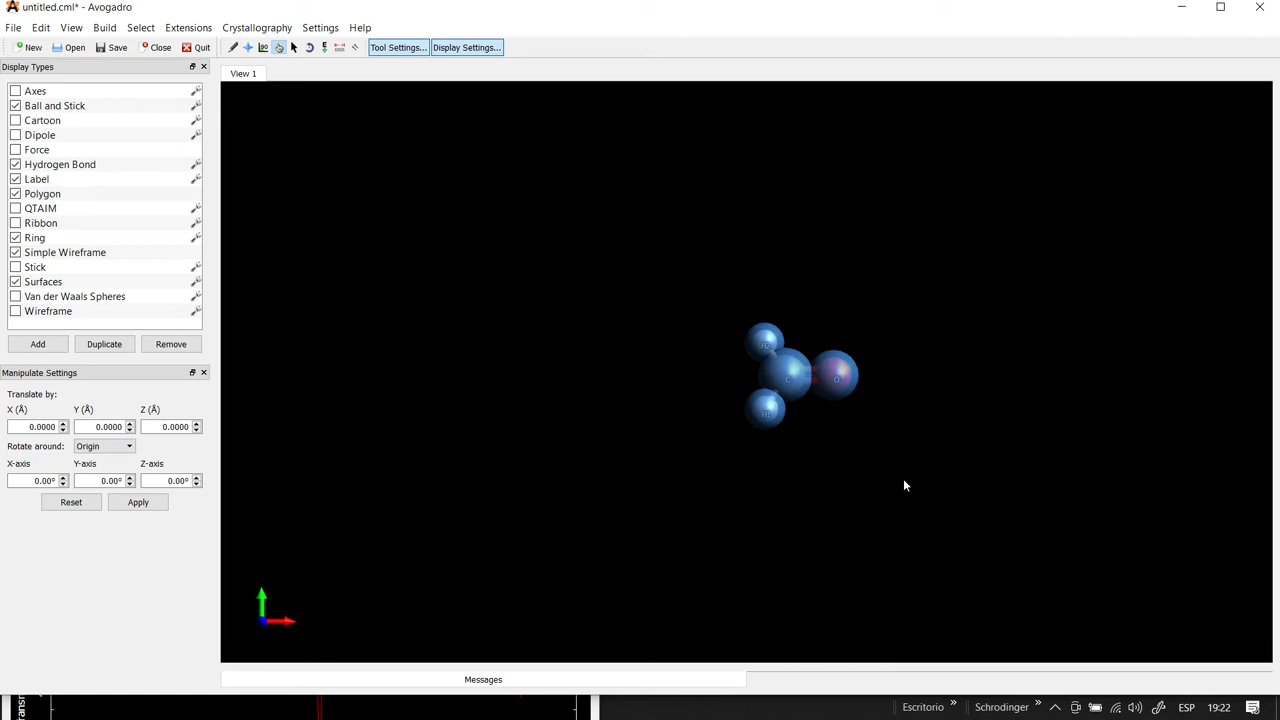 untitled.cml* - Avogadro
File Edit View Build Select Extensions Crystallography Settings Help
New Open Save Close Quit Tool Settings... Display Settings...
Display Types
View 1
Axes
Ball and Stick
Cartoon
Dipole
Force
Hydrogen Bond
Label
Polygon
QTAIM
Ribbon
Ring
Simple Wireframe
Stick
Surfaces
Van der Waals Spheres
Wireframe
Add Duplicate Remove
Manipulate Settings
Translate by:
X (Å) Y (Å) Z (Å)
0.0000 0.0000 0.0000
Rotate around: Origin
X-axis Y-axis Z-axis
0.00° 0.00° 0.00°
Reset Apply
H2
C O
H1
Messages
Escritorio » Schrodinger » ESP 19:22